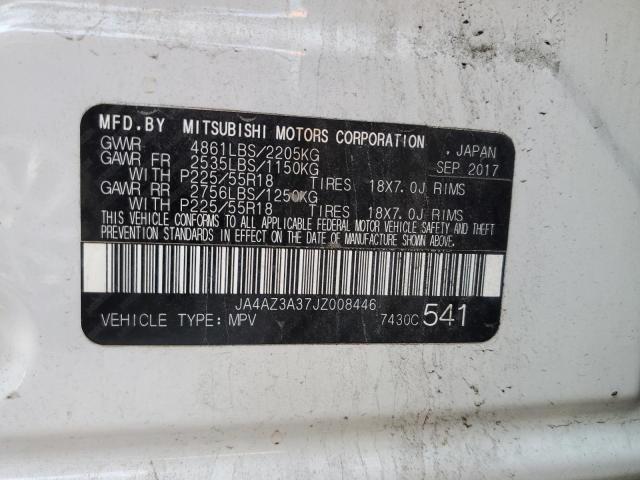 MFD.BY MITSUBISHI MOTORS CORPORATION , JAPAN
GVWR 4861LBS/2205KG SEP 2017
GAWR FR 2535LBS/1150KG
WITH P225/55R18 TIRES 18X7.0J RIMS
GAWR RR 2756LBS/1250KG
WITH P225/55R18 TIRES 18X7.0J RIMS
THIS VEHICLE CONFORMS TO ALL APPLICABLE FEDERAL MOTOR VEHICLE SAFETY AND THEFT
PREVENTION STANDARDS IN EFFECT ON THE DATE OF MANUFACTURE SHOWN ABOVE.
JA4AZ3A37JZ008446
VEHICLE TYPE: MPV 7430C 541